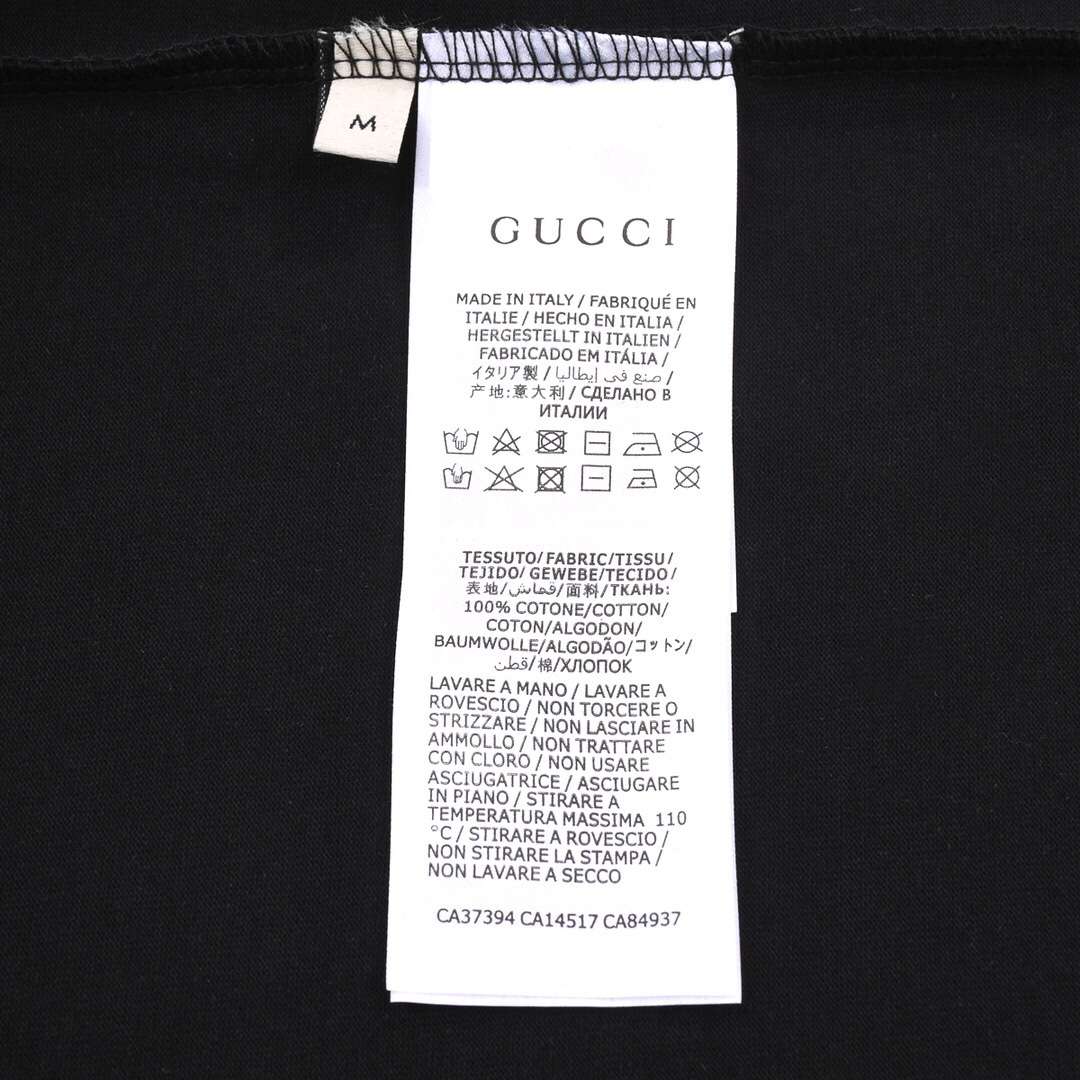 M
GUCCI
MADE IN ITALY / FABRIQUÉ EN
ITALIE / HECHO EN ITALIA /
HERGESTELLT IN ITALIEN /
FABRICADO EM ITÁLIA /
イタリア製 / صنع في إيطاليا /
产地:意大利 / СДЕЛАНО В
ИТАЛИИ
TESSUTO/FABRIC/TISSU/
TEJIDO/ GEWEBE/TECIDO/
表地/قماش/面料/ТКАНЬ:
100% COTONE/COTTON/
COTON/ALGODON/
BAUMWOLLE/ALGODÃO/コットン/
قطن/棉/ХЛОПОК
LAVARE A MANO / LAVARE A
ROVESCIO / NON TORCERE O
STRIZZARE / NON LASCIARE IN
AMMOLLO / NON TRATTARE
CON CLORO / NON USARE
ASCIUGATRICE / ASCIUGARE
IN PIANO / STIRARE A
TEMPERATURA MASSIMA 110
°C / STIRARE A ROVESCIO /
NON STIRARE LA STAMPA /
NON LAVARE A SECCO
CA37394 CA14517 CA84937